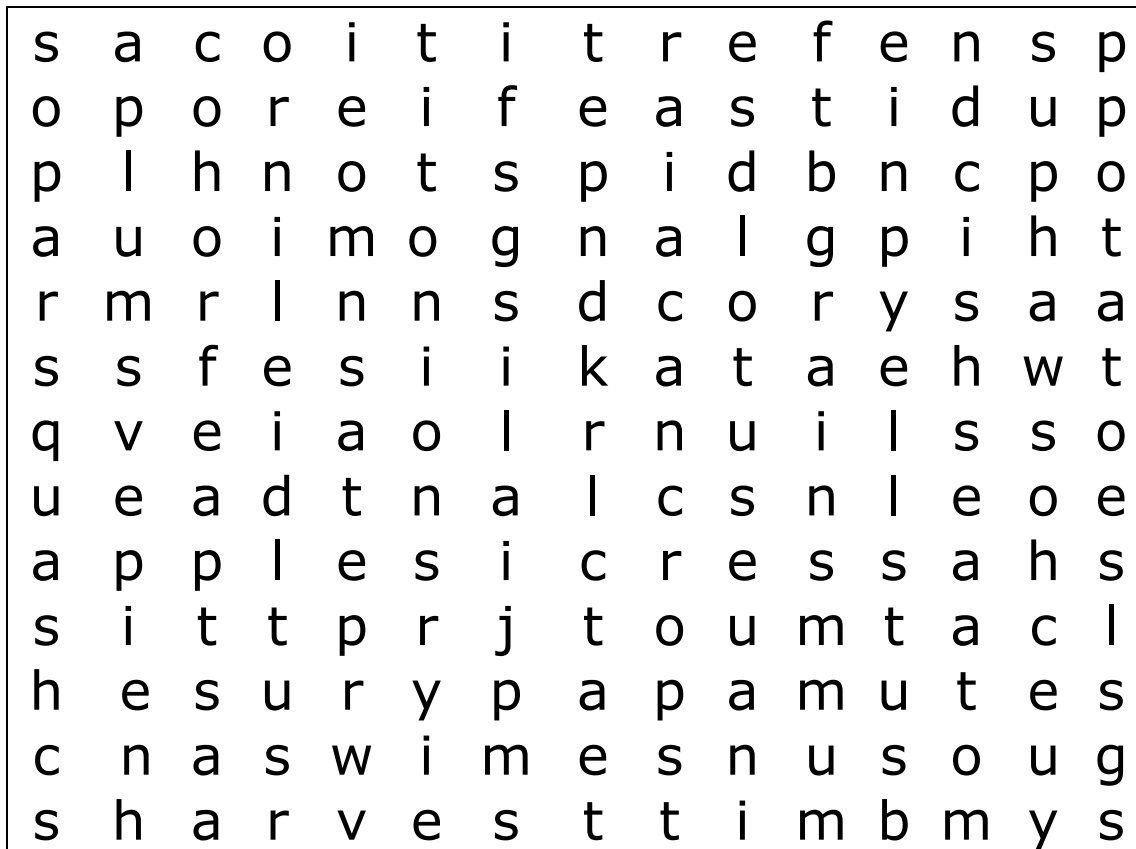 s a c o i t i t r e f e n s p
o p o r e i f e a s t i d u p
p l h n o t s p i d b n c p o
a u o i m o g n a l g p i h t
r m r l n n s d c o r y s a a
s s f e s i i k a t a e h w t
q v e i a o l r n u i l s s o
u e a d t n a l c s n l e o e
a p p l e s i c r e s s a h s
s i t t p r j t o u m t a c l
h e s u r y p a p a m u t e s
c n a s w i m e s n u s o u g
s h a r v e s t t i m b m y s